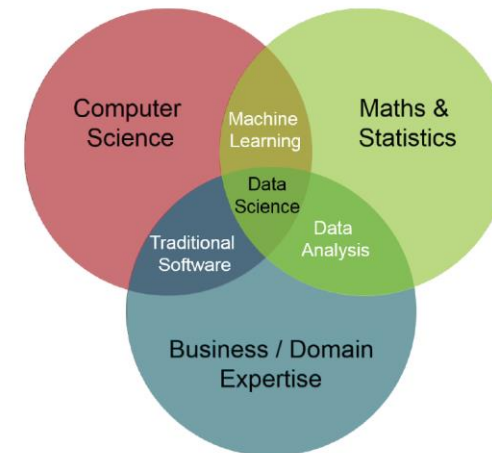 Computer
Science
Maths &
Statistics
Machine
Learning
Data
Science
Traditional
Software
Data
Analysis
Business / Domain
Expertise